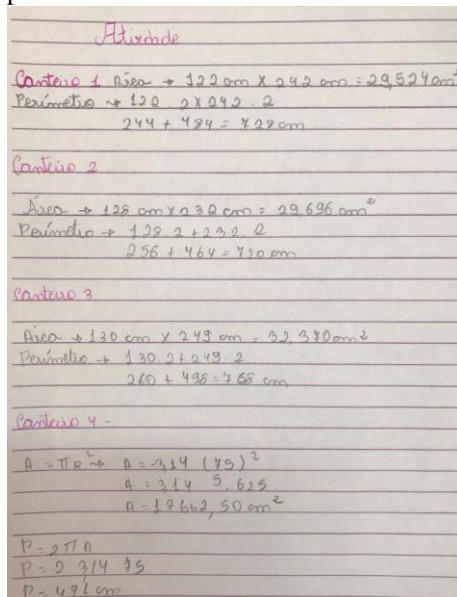 Atividade
Canteiro 1 Área → 122 cm X 242 cm = 29,524 cm²
Perímetro → 122 . 2 X 242 . 2
244 + 484 = 728 cm
Canteiro 2
Área → 128 cm x 232 cm = 29,696 cm²
Perímetro → 128 . 2 + 232 . 2
256 + 464 = 720 cm
Canteiro 3
Área → 130 cm x 249 cm = 32,370 cm²
Perímetro → 130 . 2 + 249 . 2
260 + 498 = 758 cm
Canteiro 4 -
A = π R² → A = 3,14 (75)²
A = 3,14 5.625
A = 17662,50 cm²
P = 2 π R
P = 2 3,14 75
P = 471 cm